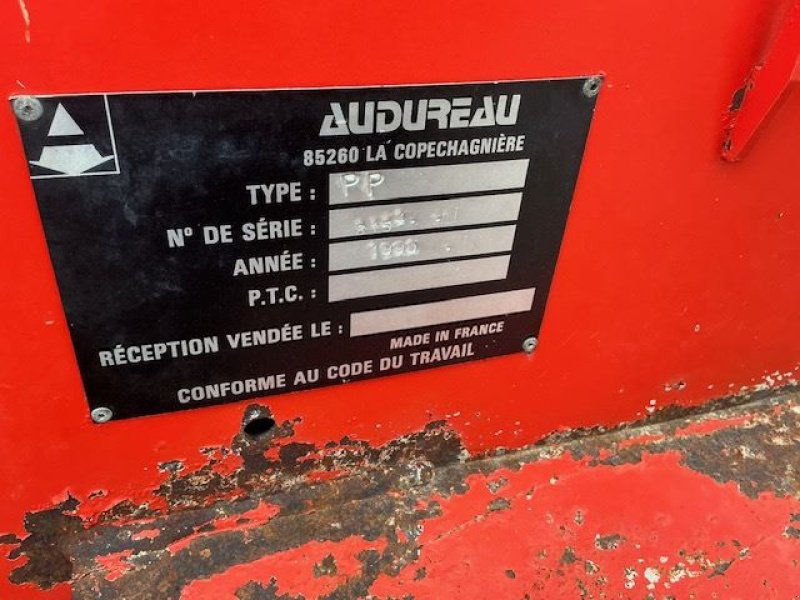 AUDUREAU
85260 LA COPECHAGNIÈRE
TYPE : PP
N° DE SÉRIE :
ANNÉE : 1990
P.T.C. :
RÉCEPTION VENDÉE LE :
MADE IN FRANCE
CONFORME AU CODE DU TRAVAIL